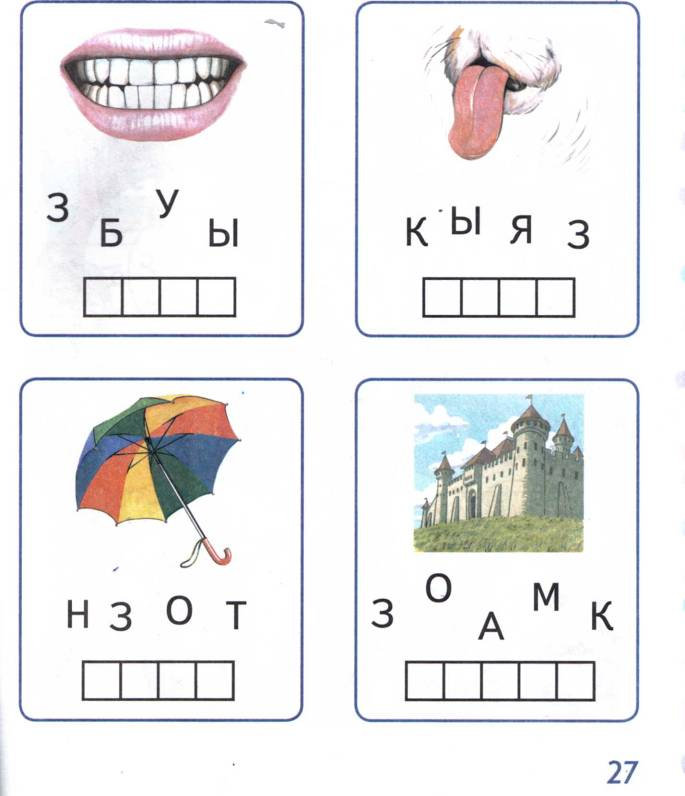 З Б У Ы
К Ы Я З
Н З О Т
З О А М К
27